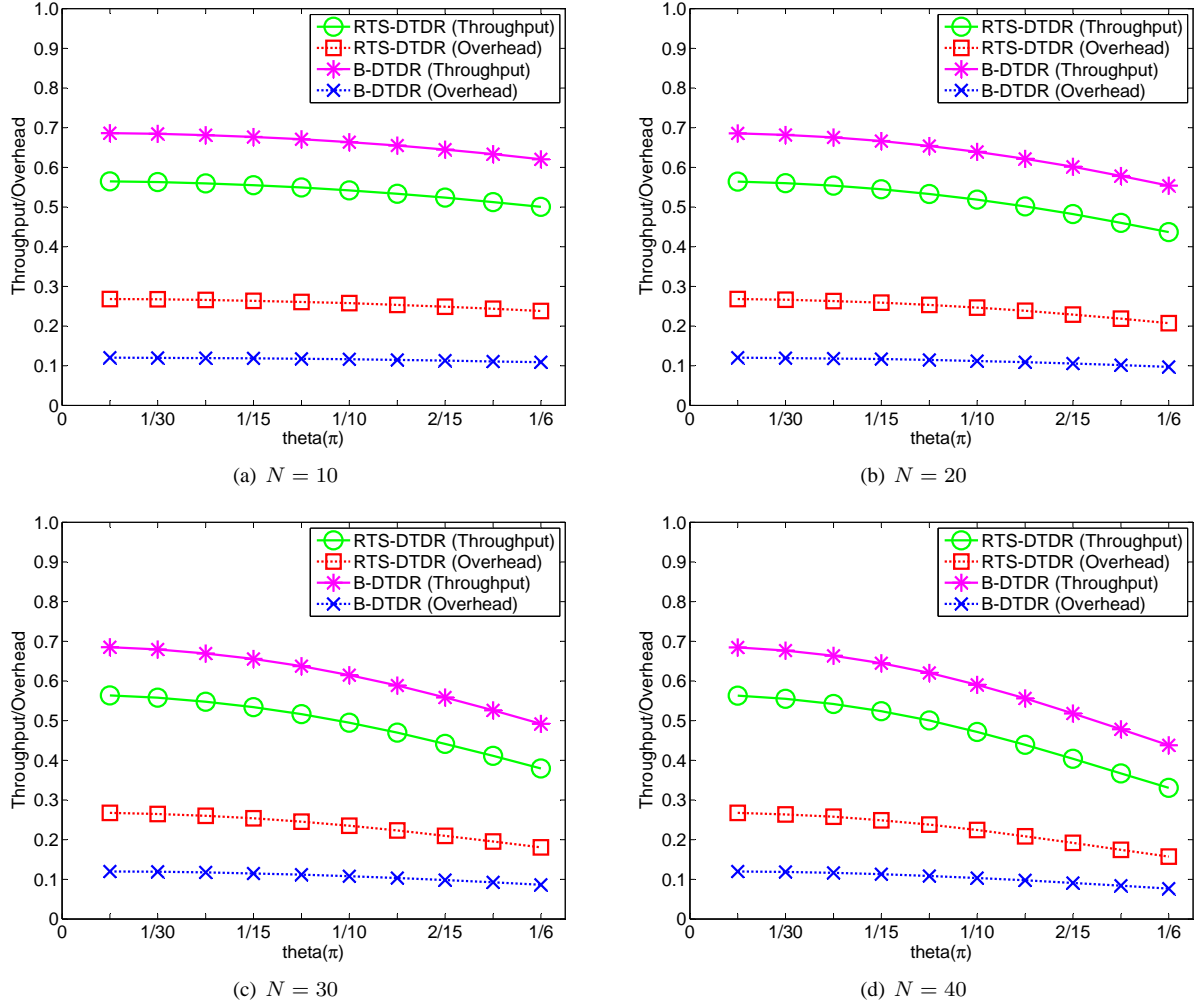 1.0
0.9
0.8
0.7
0.6
0.5
0.4
0.3
0.2
0.1
0
Throughput/Overhead
RTS-DTDR (Throughput)
RTS-DTDR (Overhead)
B-DTDR (Throughput)
B-DTDR (Overhead)
0 1/30 1/15 1/10 2/15 1/6
theta(π)
(a) N = 10
1.0
0.9
0.8
0.7
0.6
0.5
0.4
0.3
0.2
0.1
0
Throughput/Overhead
RTS-DTDR (Throughput)
RTS-DTDR (Overhead)
B-DTDR (Throughput)
B-DTDR (Overhead)
0 1/30 1/15 1/10 2/15 1/6
theta(π)
(b) N = 20
1.0
0.9
0.8
0.7
0.6
0.5
0.4
0.3
0.2
0.1
0
Throughput/Overhead
RTS-DTDR (Throughput)
RTS-DTDR (Overhead)
B-DTDR (Throughput)
B-DTDR (Overhead)
0 1/30 1/15 1/10 2/15 1/6
theta(π)
(c) N = 30
1.0
0.9
0.8
0.7
0.6
0.5
0.4
0.3
0.2
0.1
0
Throughput/Overhead
RTS-DTDR (Throughput)
RTS-DTDR (Overhead)
B-DTDR (Throughput)
B-DTDR (Overhead)
0 1/30 1/15 1/10 2/15 1/6
theta(π)
(d) N = 40